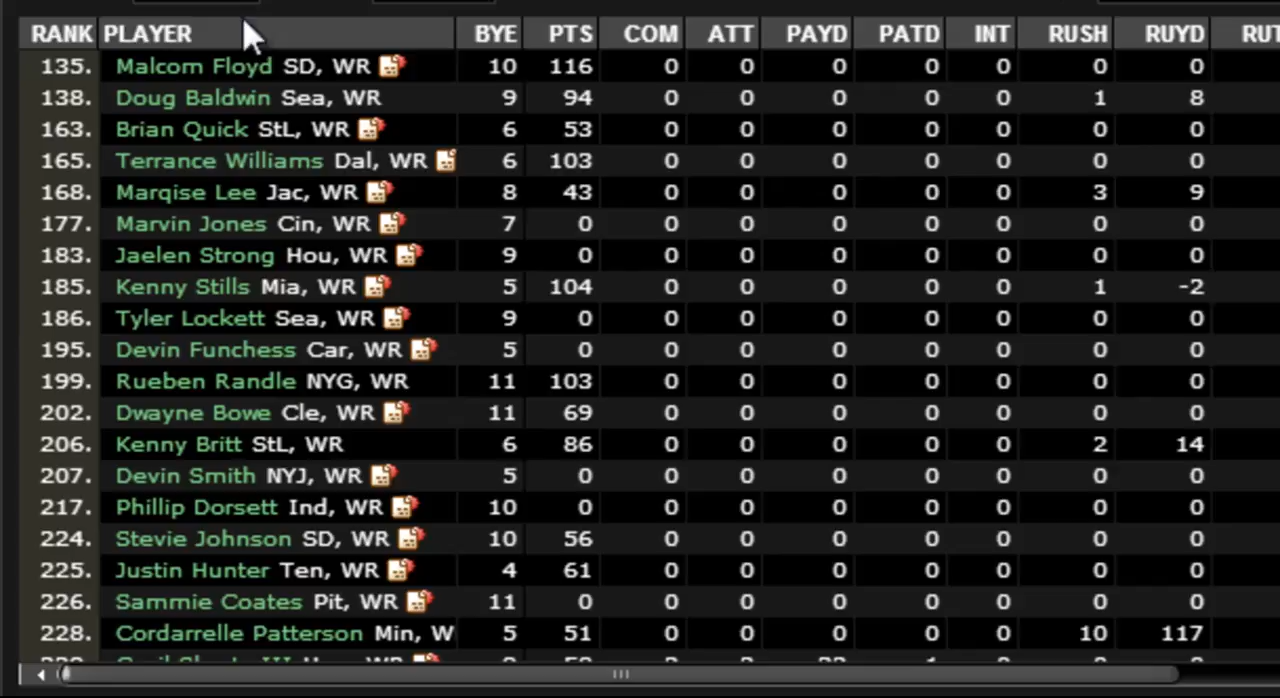 RANK PLAYER BYE PTS COM ATT PAYD PATD INT RUSH RUYD RUT
135. Malcom Floyd SD, WR 10 116 0 0 0 0 0 0 0
138. Doug Baldwin Sea, WR 9 94 0 0 0 0 0 1 8
163. Brian Quick StL, WR 6 53 0 0 0 0 0 0 0
165. Terrance Williams Dal, WR 6 103 0 0 0 0 0 0 0
168. Marqise Lee Jac, WR 8 43 0 0 0 0 0 3 9
177. Marvin Jones Cin, WR 7 0 0 0 0 0 0 0 0
183. Jaelen Strong Hou, WR 9 0 0 0 0 0 0 0 0
185. Kenny Stills Mia, WR 5 104 0 0 0 0 0 1 -2
186. Tyler Lockett Sea, WR 9 0 0 0 0 0 0 0 0
195. Devin Funchess Car, WR 5 0 0 0 0 0 0 0 0
199. Rueben Randle NYG, WR 11 103 0 0 0 0 0 0 0
202. Dwayne Bowe Cle, WR 11 69 0 0 0 0 0 0 0
206. Kenny Britt StL, WR 6 86 0 0 0 0 0 2 14
207. Devin Smith NYJ, WR 5 0 0 0 0 0 0 0 0
217. Phillip Dorsett Ind, WR 10 0 0 0 0 0 0 0 0
224. Stevie Johnson SD, WR 10 56 0 0 0 0 0 0 0
225. Justin Hunter Ten, WR 4 61 0 0 0 0 0 0 0
226. Sammie Coates Pit, WR 11 0 0 0 0 0 0 0 0
228. Cordarrelle Patterson Min, W 5 51 0 0 0 0 0 10 117